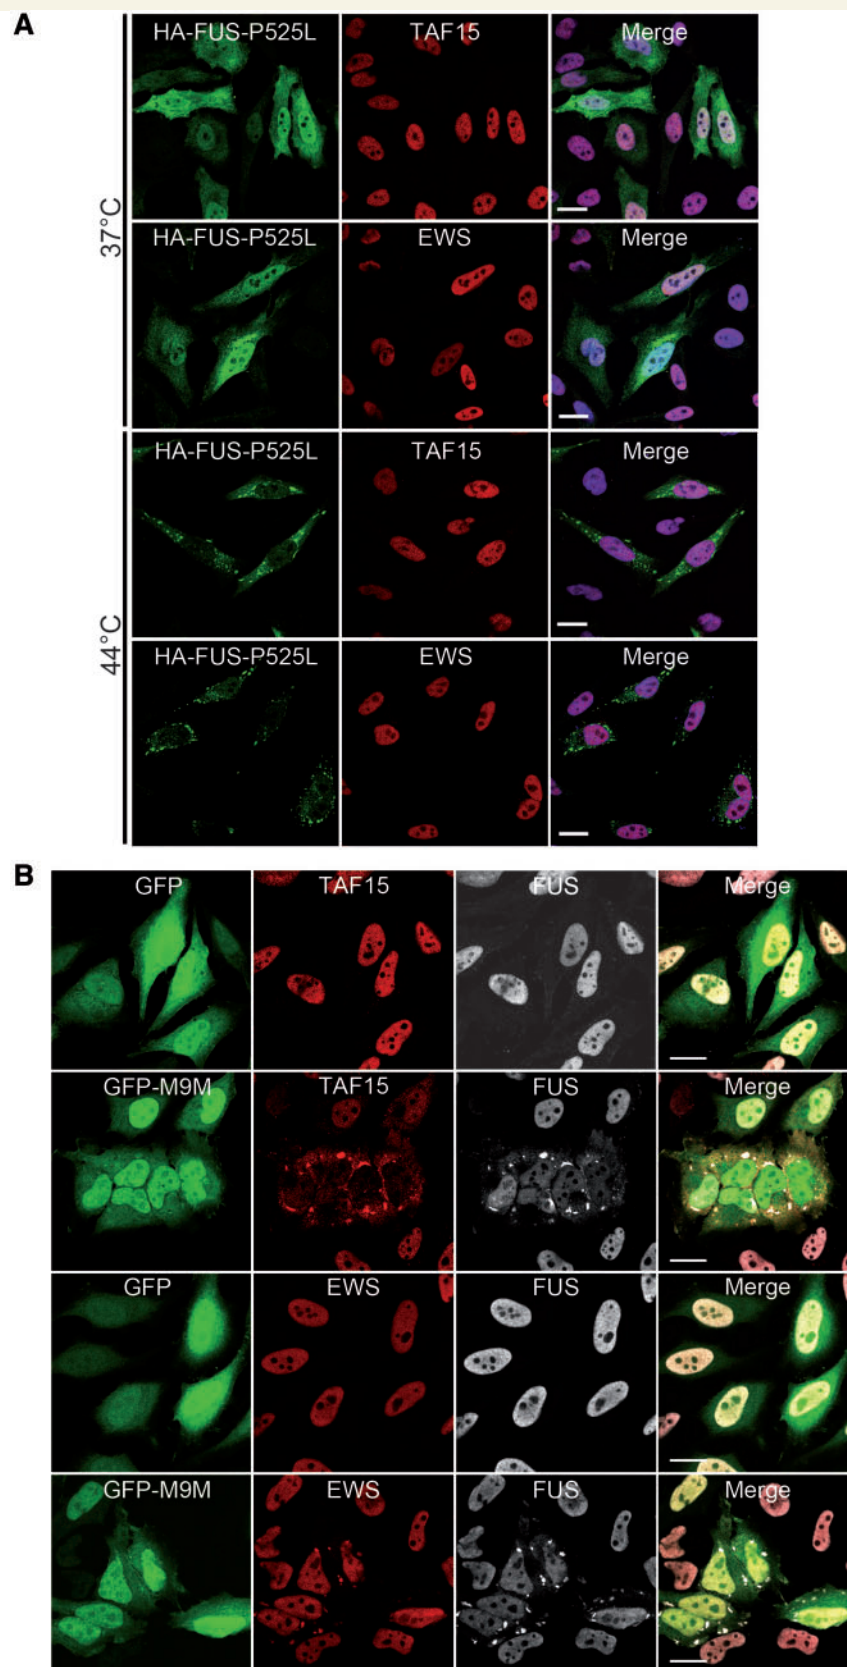 A
HA-FUS-P525L TAF15 Merge
37°C
HA-FUS-P525L EWS Merge
HA-FUS-P525L TAF15 Merge
44°C
HA-FUS-P525L EWS Merge
B
GFP TAF15 FUS Merge
GFP-M9M TAF15 FUS Merge
GFP EWS FUS Merge
GFP-M9M EWS FUS Merge